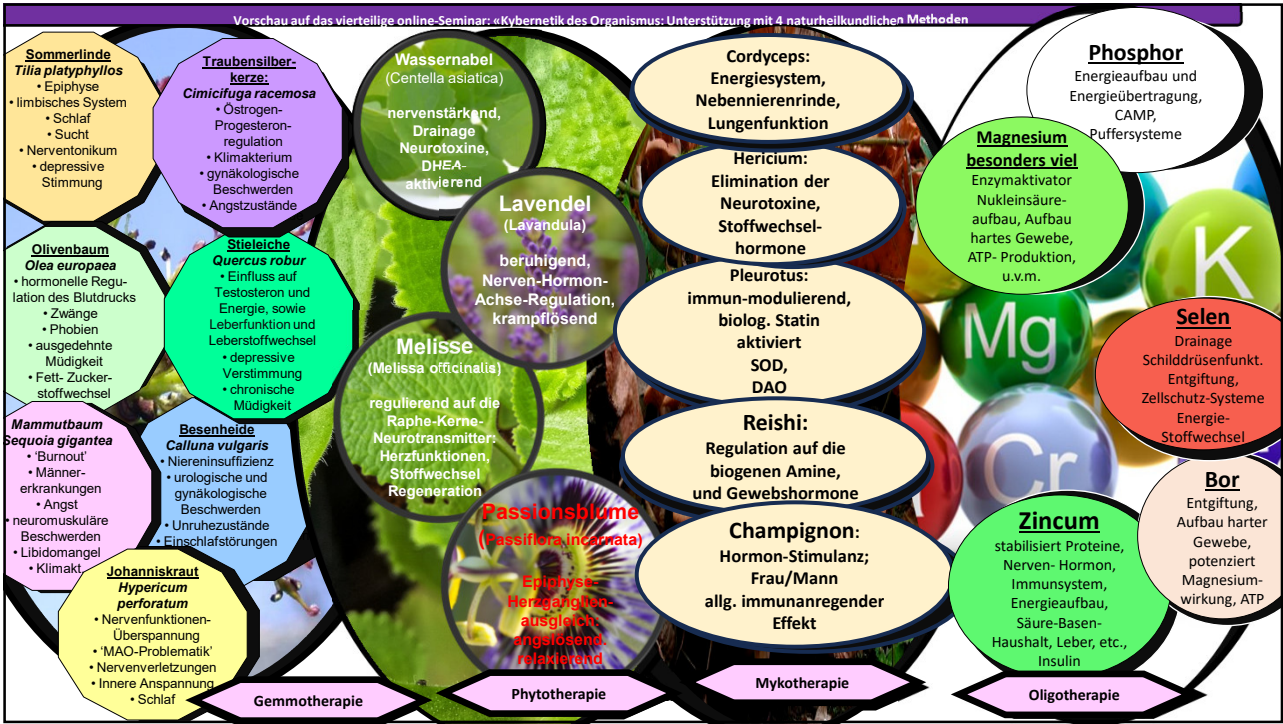 Vorschau auf das vierteilige online-Seminar: «Kybernetik des Organismus: Unterstützung mit 4 naturheilkundlichen Methoden
Sommerlinde
Tilia platyphyllos
• Epiphyse
• limbisches System
• Schlaf
• Sucht
• Nerventonikum
• depressive
Stimmung
Traubensilber-
kerze:
Cimicifuga racemosa
• Östrogen-
Progesteron-
regulation
• Klimakterium
• gynäkologische
Beschwerden
• Angstzustände
Olivenbaum
Olea europaea
• hormonelle Regu-
lation des Blutdrucks
• Zwänge
• Phobien
• ausgedehnte
Müdigkeit
• Fett- Zucker-
stoffwechsel
Stieleiche
Quercus robur
• Einfluss auf
Testosteron und
Energie, sowie
Leberfunktion und
Leberstoffwechsel
• depressive
Verstimmung
• chronische
Müdigkeit
Mammutbaum
Sequoia gigantea
• 'Burnout'
• Männer-
erkrankungen
• Angst
• neuromuskuläre
Beschwerden
• Libidomangel
• Klimakt.
Besenheide
Calluna vulgaris
• Niereninsuffizienz
• urologische und
gynäkologische
Beschwerden
• Unruhezustände
• Einschlafstörungen
Johanniskraut
Hypericum
perforatum
• Nervenfunktionen-
Überspannung
• 'MAO-Problematik'
• Nervenverletzungen
• Innere Anspannung
• Schlaf
Gemmotherapie
Wassernabel
(Centella asiatica)
nervenstärkend,
Drainage
Neurotoxine,
DHEA-
aktivierend
Lavendel
(Lavandula)
beruhigend,
Nerven-Hormon-
Achse-Regulation,
krampflösend
Melisse
(Melissa officinalis)
regulierend auf die
Raphe-Kerne-
Neurotransmitter:
Herzfunktionen,
Stoffwechsel
Regeneration
Passionsblume
(Passiflora incarnata)
Epiphyse-
Herzganglien-
ausgleich:
angslösend.
relaxierend
Phytotherapie
Cordyceps:
Energiesystem,
Nebennierenrinde,
Lungenfunktion
Hericium:
Elimination der
Neurotoxine,
Stoffwechsel-
hormone
Pleurotus:
immun-modulierend,
biolog. Statin
aktiviert
SOD,
DAO
Reishi:
Regulation auf die
biogenen Amine,
und Gewebshormone
Champignon:
Hormon-Stimulanz;
Frau/Mann
allg. immunanregender
Effekt
Mykotherapie
Phosphor
Energieaufbau und
Energieübertragung,
CAMP,
Puffersysteme
Magnesium
besonders viel
Enzymaktivator
Nukleinsäure-
aufbau, Aufbau
hartes Gewebe,
ATP- Produktion,
u.v.m.
K
Mg
Cr
Selen
Drainage
Schilddrüsenfunkt.
Entgiftung,
Zellschutz-Systeme
Energie-
Stoffwechsel
Bor
Entgiftung,
Aufbau harter
Gewebe,
potenziert
Magnesium-
wirkung, ATP
Zincum
stabilisiert Proteine,
Nerven- Hormon,
Immunsystem,
Energieaufbau,
Säure-Basen-
Haushalt, Leber, etc.,
Insulin
Oligotherapie